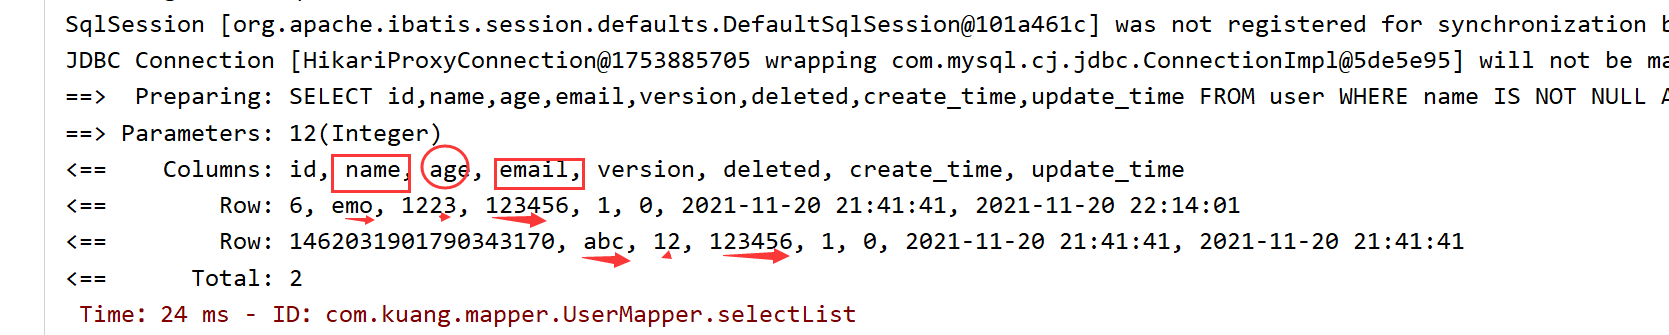 SqlSession [org.apache.ibatis.session.defaults.DefaultSqlSession@101a461c] was not registered for synchronization
JDBC Connection [HikariProxyConnection@1753885705 wrapping com.mysql.cj.jdbc.ConnectionImpl@5de5e95] will not be
==>  Preparing: SELECT id,name,age,email,version,deleted,create_time,update_time FROM user WHERE name IS NOT NULL
==> Parameters: 12(Integer)
<==    Columns: id, name, age, email, version, deleted, create_time, update_time
<==        Row: 6, emo, 1223, 123456, 1, 0, 2021-11-20 21:41:41, 2021-11-20 22:14:01
<==        Row: 1462031901790343170, abc, 12, 123456, 1, 0, 2021-11-20 21:41:41, 2021-11-20 21:41:41
<==      Total: 2
Time: 24 ms - ID: com.kuang.mapper.UserMapper.selectList